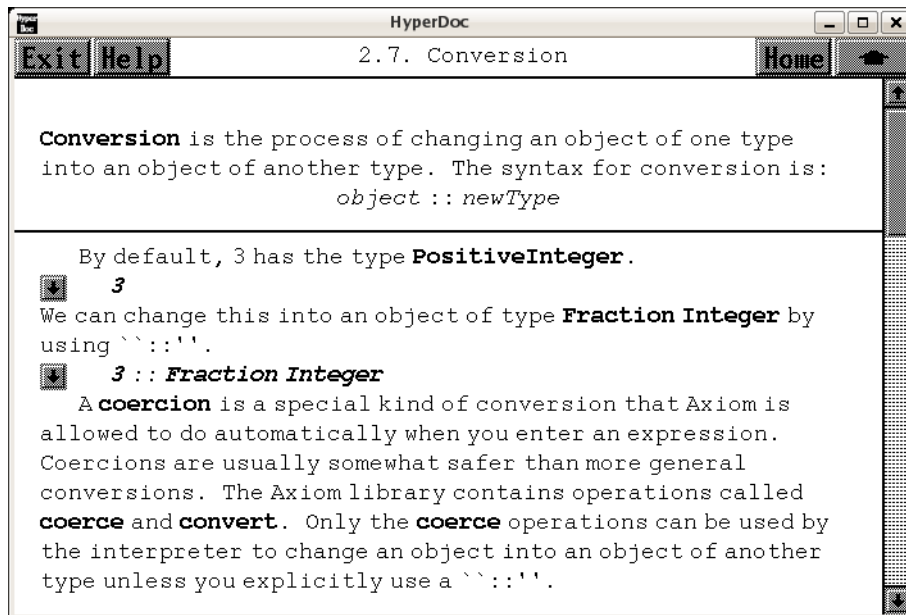 HyperDoc
Exit Help 2.7. Conversion Home
Conversion is the process of changing an object of one type
into an object of another type. The syntax for conversion is:
object :: newType
By default, 3 has the type PositiveInteger.
3
We can change this into an object of type Fraction Integer by
using ``::''.
3 :: Fraction Integer
A coercion is a special kind of conversion that Axiom is
allowed to do automatically when you enter an expression.
Coercions are usually somewhat safer than more general
conversions. The Axiom library contains operations called
coerce and convert. Only the coerce operations can be used by
the interpreter to change an object into an object of another
type unless you explicitly use a ``::''.